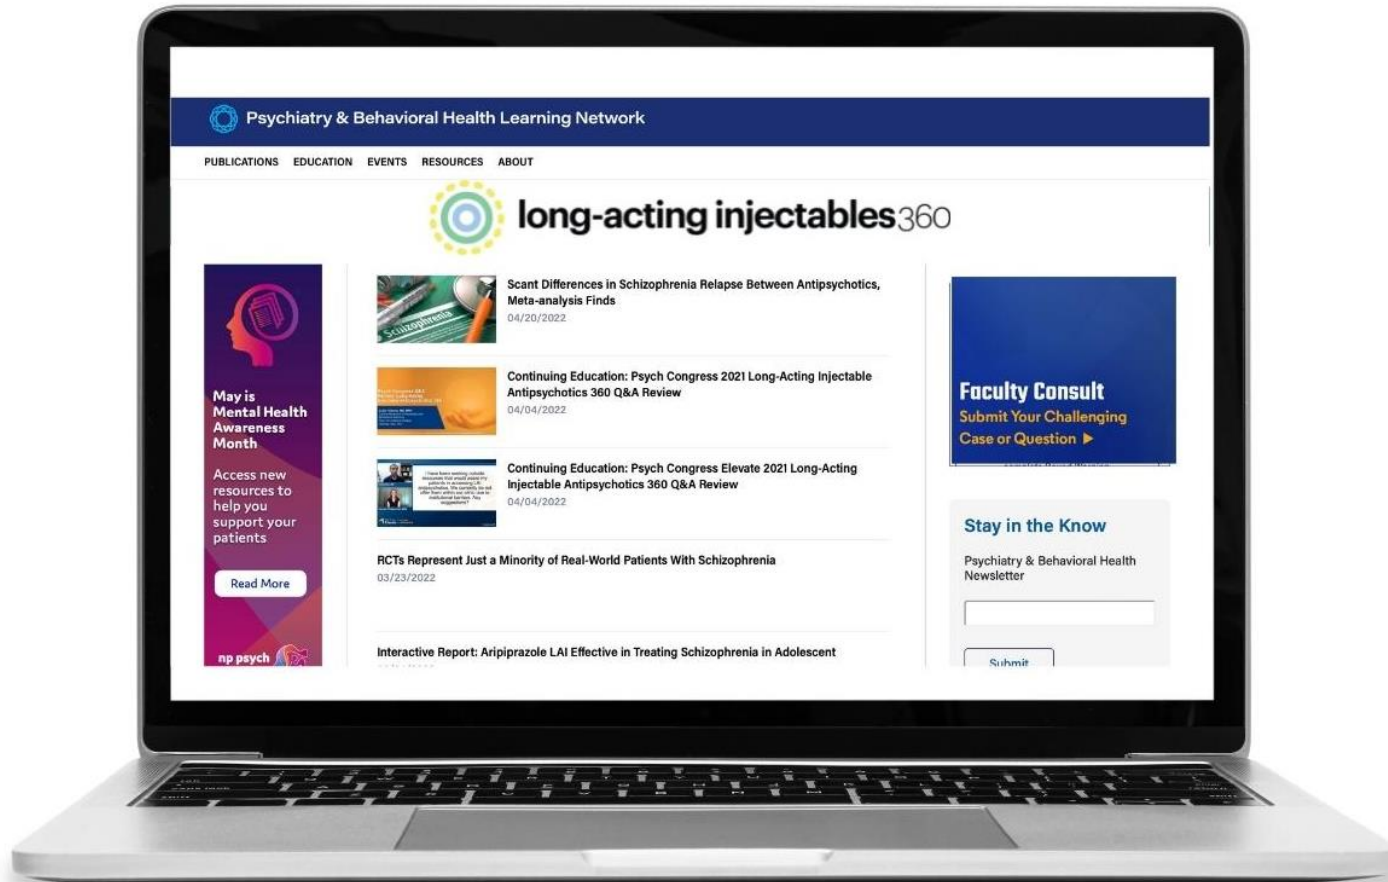 Psychiatry & Behavioral Health Learning Network
PUBLICATIONS EDUCATION EVENTS RESOURCES ABOUT
long-acting injectables360
May is
Mental Health
Awareness
Month
Access new
resources to
help you
support your
patients
Read More
np psych
Schizophrenia
Scant Differences in Schizophrenia Relapse Between Antipsychotics,
Meta-analysis Finds
04/20/2022
Continuing Education: Psych Congress 2021 Long-Acting Injectable
Antipsychotics 360 Q&A Review
04/04/2022
Continuing Education: Psych Congress Elevate 2021 Long-Acting
Injectable Antipsychotics 360 Q&A Review
04/04/2022
RCTs Represent Just a Minority of Real-World Patients With Schizophrenia
03/23/2022
Interactive Report: Aripiprazole LAI Effective in Treating Schizophrenia in Adolescent
Faculty Consult
Submit Your Challenging
Case or Question
Stay in the Know
Psychiatry & Behavioral Health
Newsletter
Submit